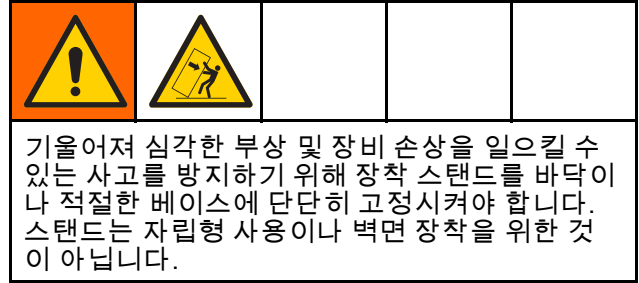 기울어져 심각한 부상 및 장비 손상을 일으킬 수
있는 사고를 방지하기 위해 장착 스탠드를 바닥이
나 적절한 베이스에 단단히 고정시켜야 합니다.
스탠드는 자립형 사용이나 벽면 장착을 위한 것
이 아닙니다.